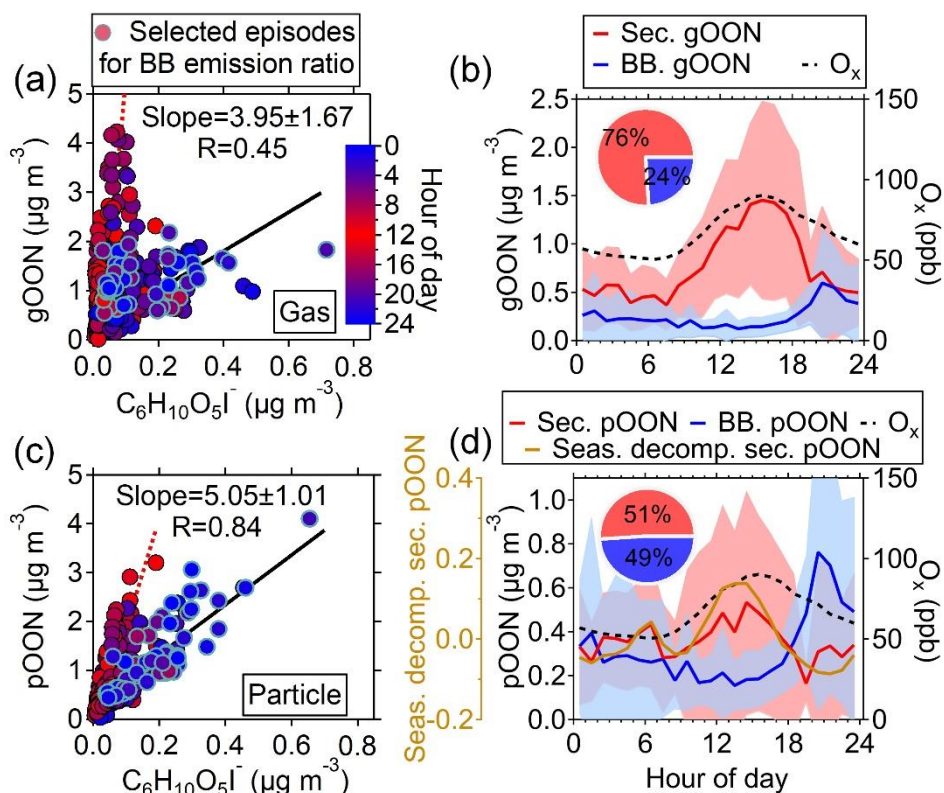 Selected episodes
for BB emission ratio
(a)
Slope=3.95±1.67
R=0.45
gOON (µg m⁻³)
5
4
3
2
1
0
0.0 0.2 0.4 0.6 0.8
C₆H₁₀O₅I⁻ (µg m⁻³)
Gas
0
4
8
12
16
20
24
Hour of day
(b)
Sec. gOON
BB. gOON Oₓ
gOON (µg m⁻³)
2.5
2.0
1.5
1.0
0.5
0.0
76%
24%
150
100
50
0
Oₓ (ppb)
0 6 12 18 24
(c)
Slope=5.05±1.01
R=0.84
pOON (µg m⁻³)
5
4
3
2
1
0
0.0 0.2 0.4 0.6 0.8
C₆H₁₀O₅I⁻ (µg m⁻³)
Particle
Seas. decomp. sec. pOON
0.4
0.2
0.0
-0.2
(d)
Sec. pOON BB. pOON Oₓ
Seas. decomp. sec. pOON
pOON (µg m⁻³)
1.0
0.8
0.6
0.4
0.2
0.0
51%
49%
150
100
50
0
Oₓ (ppb)
0 6 12 18 24
Hour of day